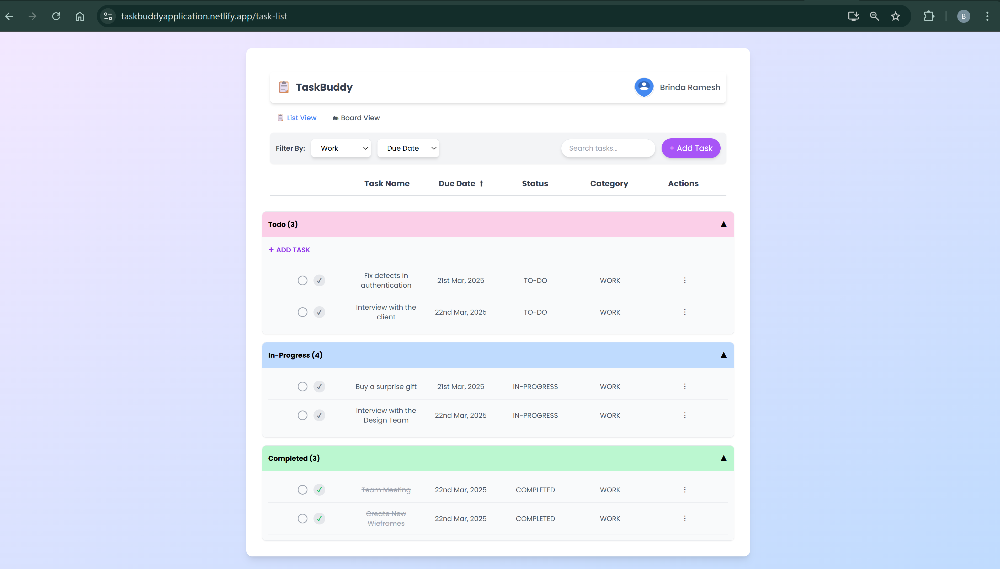 taskbuddyapplication.netlify.app/task-list
B
TaskBuddy
Brinda Ramesh
List View
Board View
Filter By:
Work
Due Date
Search tasks...
+ Add Task
Task Name
Due Date ⬆
Status
Category
Actions
Todo (3)
▲
+ ADD TASK
Fix defects in
authentication
21st Mar, 2025
TO-DO
WORK
Interview with the
client
22nd Mar, 2025
TO-DO
WORK
In-Progress (4)
▲
Buy a surprise gift
21st Mar, 2025
IN-PROGRESS
WORK
Interview with the
Design Team
22nd Mar, 2025
IN-PROGRESS
WORK
Completed (3)
▲
Team Meeting
22nd Mar, 2025
COMPLETED
WORK
Create New
Wieframes
22nd Mar, 2025
COMPLETED
WORK